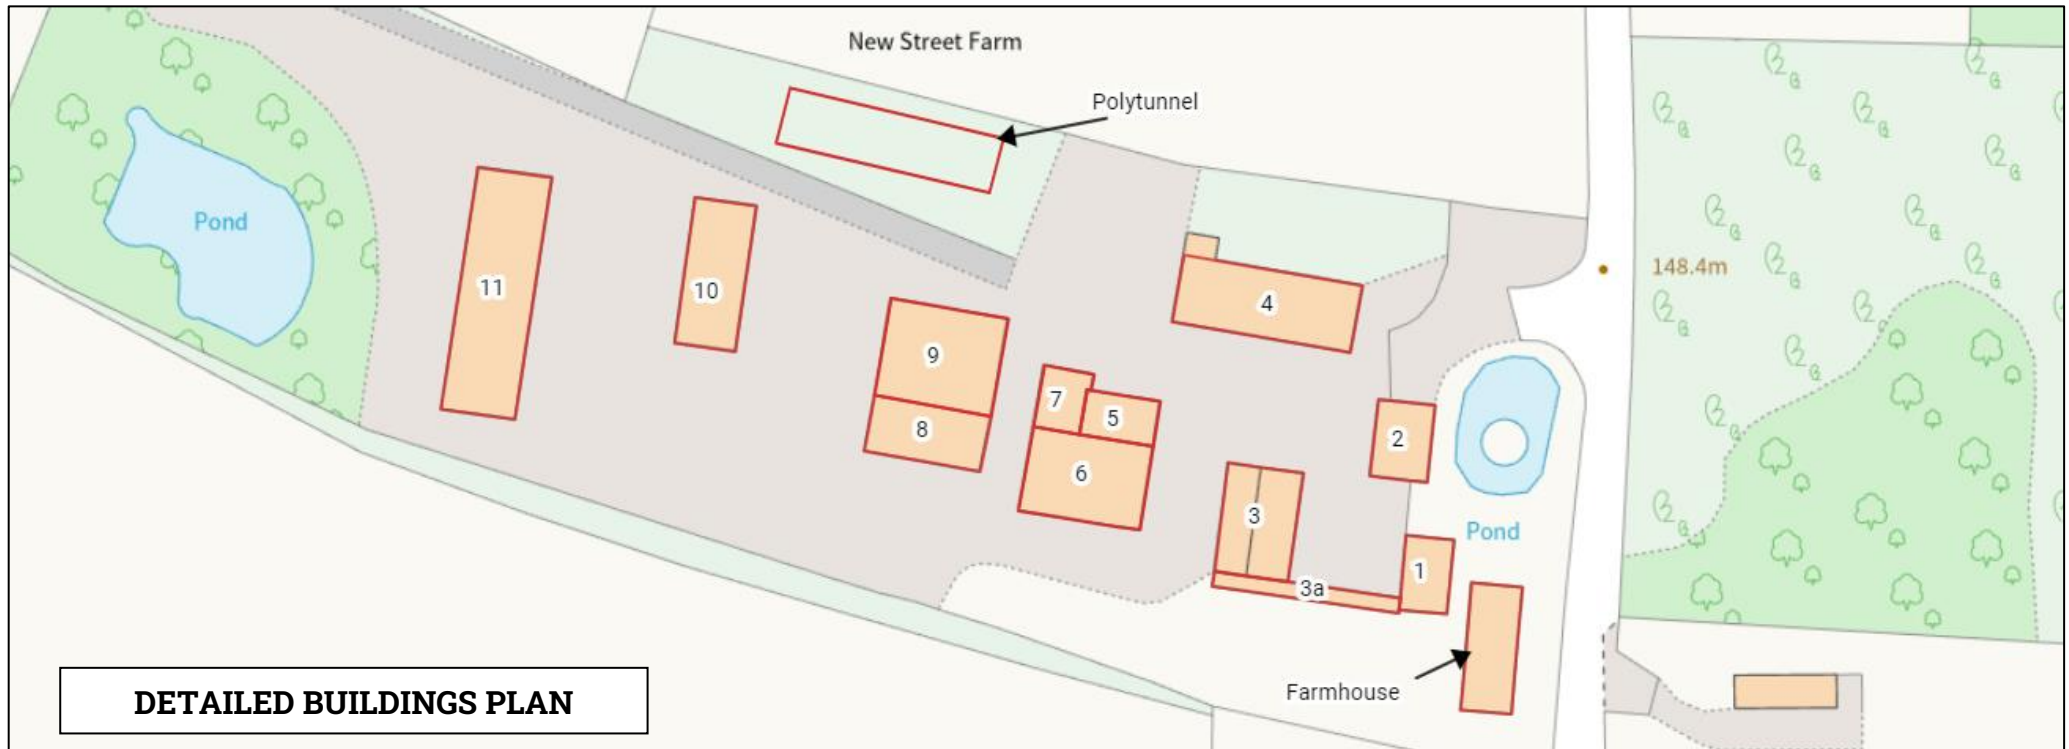 New Street Farm
Polytunnel
Pond
148.4m
11
10
4
9
7
5
8
2
6
3
Pond
1
3a
Farmhouse
DETAILED BUILDINGS PLAN